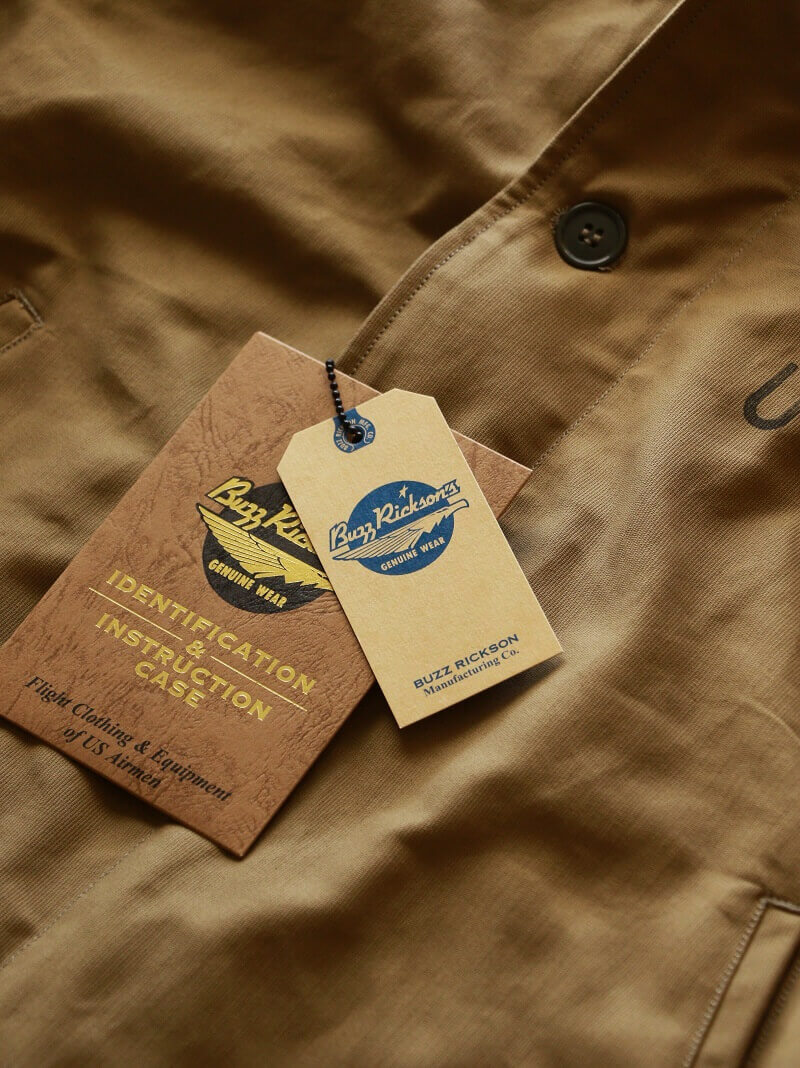 Buzz Ric
GENUINE WEAR
IDENTIFICATION
&
INSTRUCTION
CASE
Flight Clothing & Equipment
of US Airmen
Buzz Rickson's
GENUINE WEAR
BUZZ RICKSON
Manufacturing Co.
U